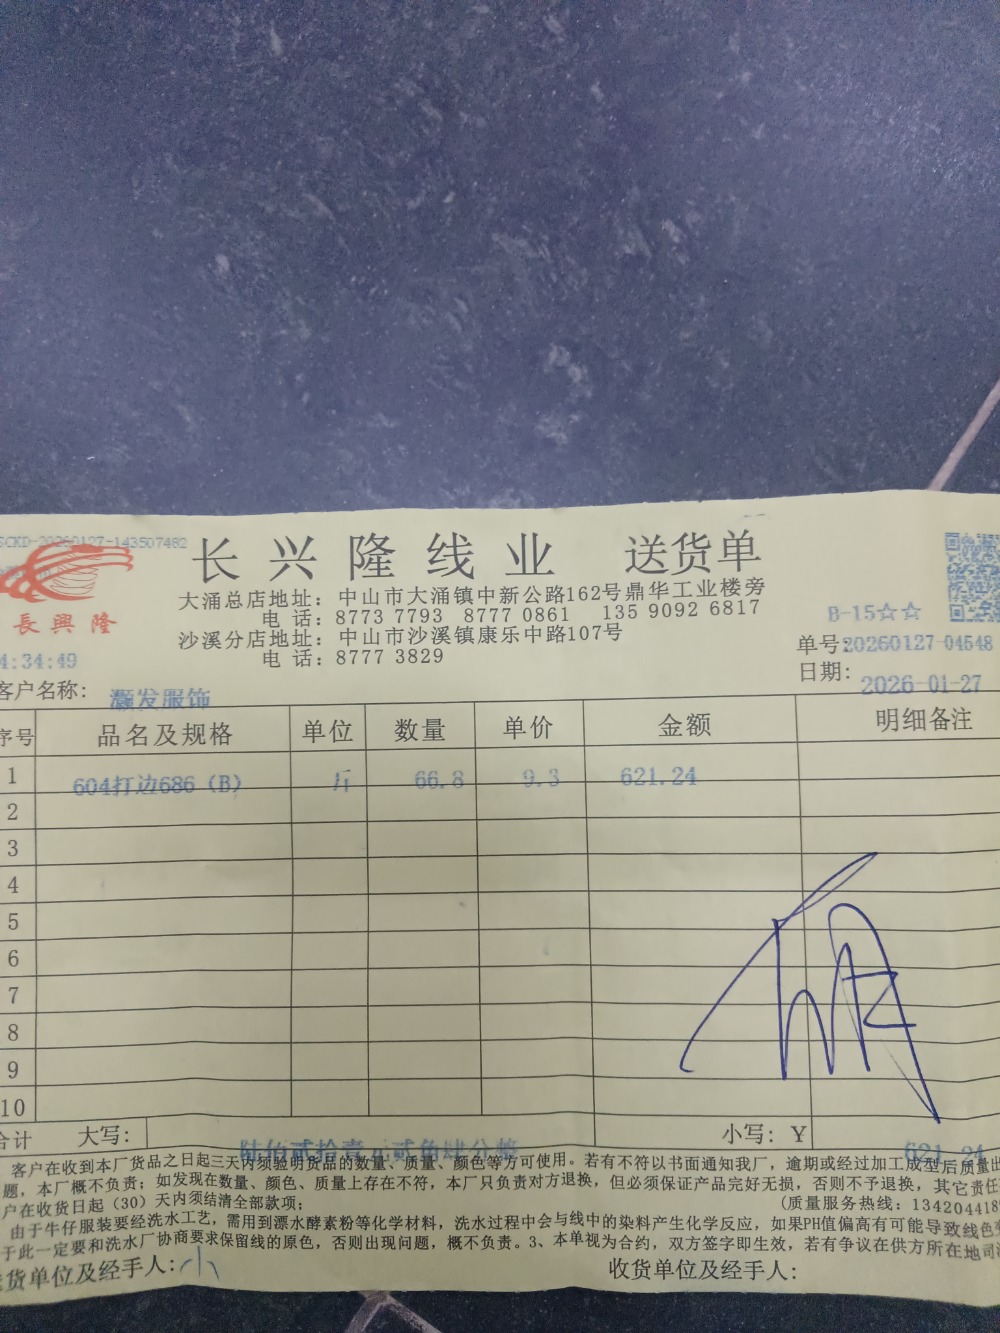 SCKD-20260127-143507482
长兴隆线业 送货单
長興隆
大涌总店地址：中山市大涌镇中新公路162号鼎华工业楼旁
电话：8773 7793 8777 0861 135 9092 6817
沙溪分店地址：中山市沙溪镇康乐中路107号
电话：8777 3829
B-15☆☆
单号:20260127-04548
4:34:49
日期：2026-01-27
客户名称：灏发服饰
序号 品名及规格 单位 数量 单价 金额 明细备注
1 604打边686（B） 斤 66.8 9.3 621.24
2
3
4
5
6
7
8
9
10
合计 大写： 陆佰贰拾壹元贰角肆分整 小写：￥ 621.24
客户在收到本厂货品之日起三天内须验明货品的数量、质量、颜色等方可使用。若有不符以书面通知我厂，逾期或经过加工成型后质量出
题，本厂概不负责；如发现在数量、颜色、质量上存在不符，本厂只负责对方退换，但必须保证产品完好无损，否则不予退换，其它责任
户在收货日起（30）天内须结清全部款项；
（质量服务热线：134204418
由于牛仔服装要经洗水工艺，需用到漂水酵素粉等化学材料，洗水过程中会与线中的染料产生化学反应，如果PH值偏高有可能导致线色
于此一定要和洗水厂协商要求保留线的原色，否则出现问题，概不负责。3、本单视为合约，双方签字即生效，若有争议在供方所在地司
货单位及经手人：小
收货单位及经手人：